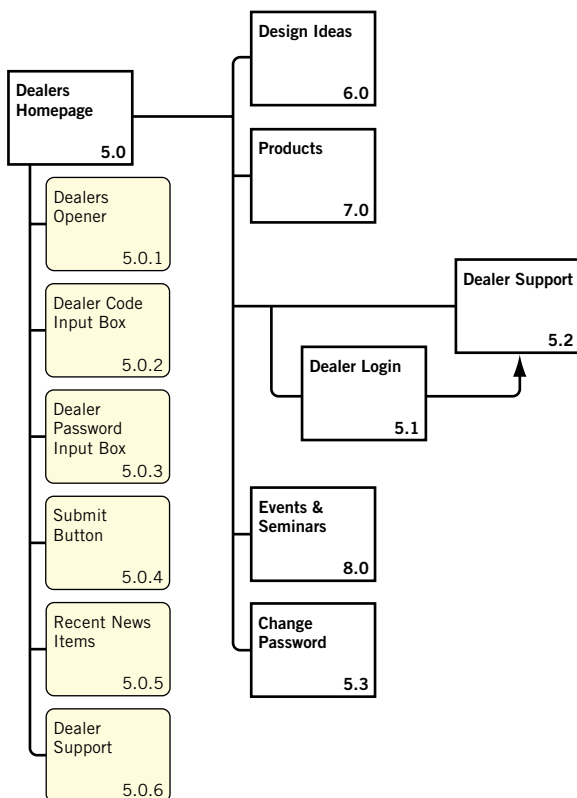 Dealers
Homepage
5.0
Dealers
Opener
5.0.1
Dealer Code
Input Box
5.0.2
Dealer
Password
Input Box
5.0.3
Submit
Button
5.0.4
Recent News
Items
5.0.5
Dealer
Support
5.0.6
Design Ideas
6.0
Products
7.0
Dealer Support
5.2
Dealer Login
5.1
Events &
Seminars
8.0
Change
Password
5.3